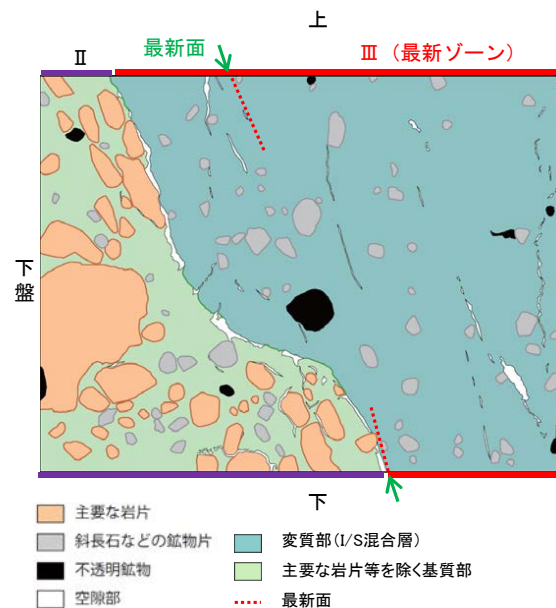 上
最新面
Ⅱ
Ⅲ (最新ゾーン)
下盤
下
主要な岩片
斜長石などの鉱物片
不透明鉱物
空隙部
変質部(I/S混合層)
主要な岩片等を除く基質部
最新面